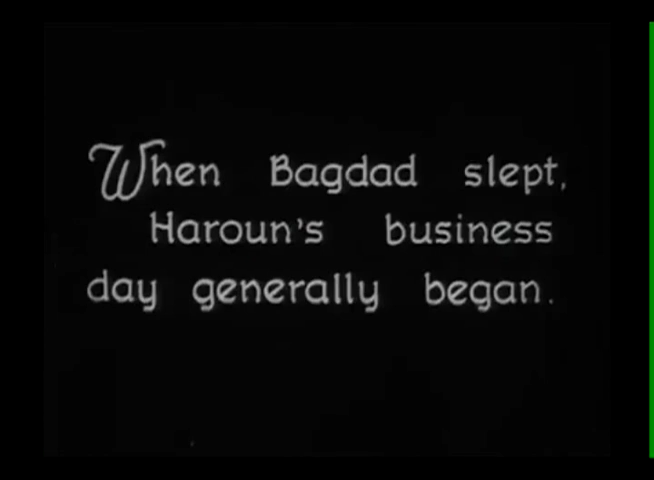 When Bagdad slept,
Haroun's business
day generally began.